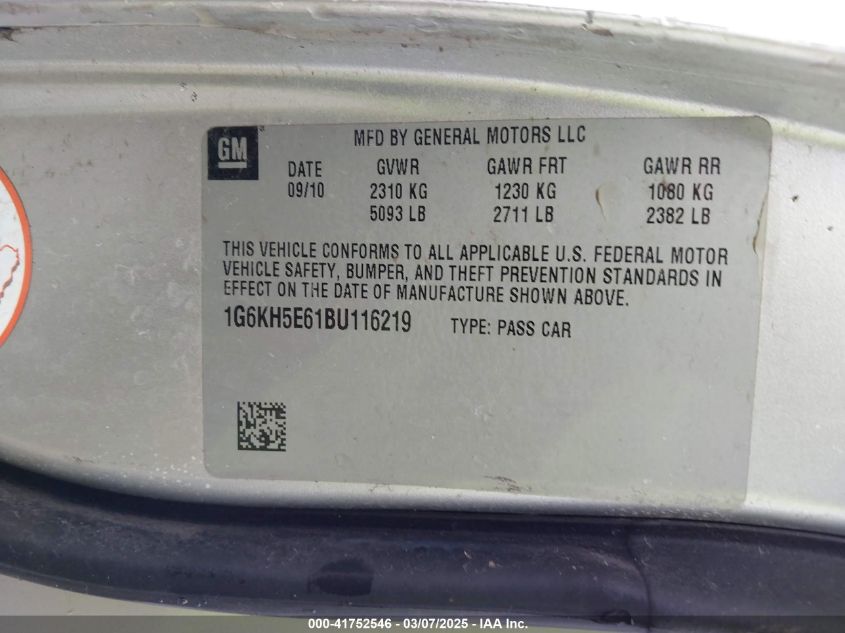 GM
MFD BY GENERAL MOTORS LLC
DATE GVWR GAWR FRT GAWR RR
09/10 2310 KG 1230 KG 1080 KG
5093 LB 2711 LB 2382 LB
THIS VEHICLE CONFORMS TO ALL APPLICABLE U.S. FEDERAL MOTOR
VEHICLE SAFETY, BUMPER, AND THEFT PREVENTION STANDARDS IN
EFFECT ON THE DATE OF MANUFACTURE SHOWN ABOVE.
1G6KH5E61BU116219 TYPE: PASS CAR
000-41752546 - 03/07/2025 - IAA Inc.